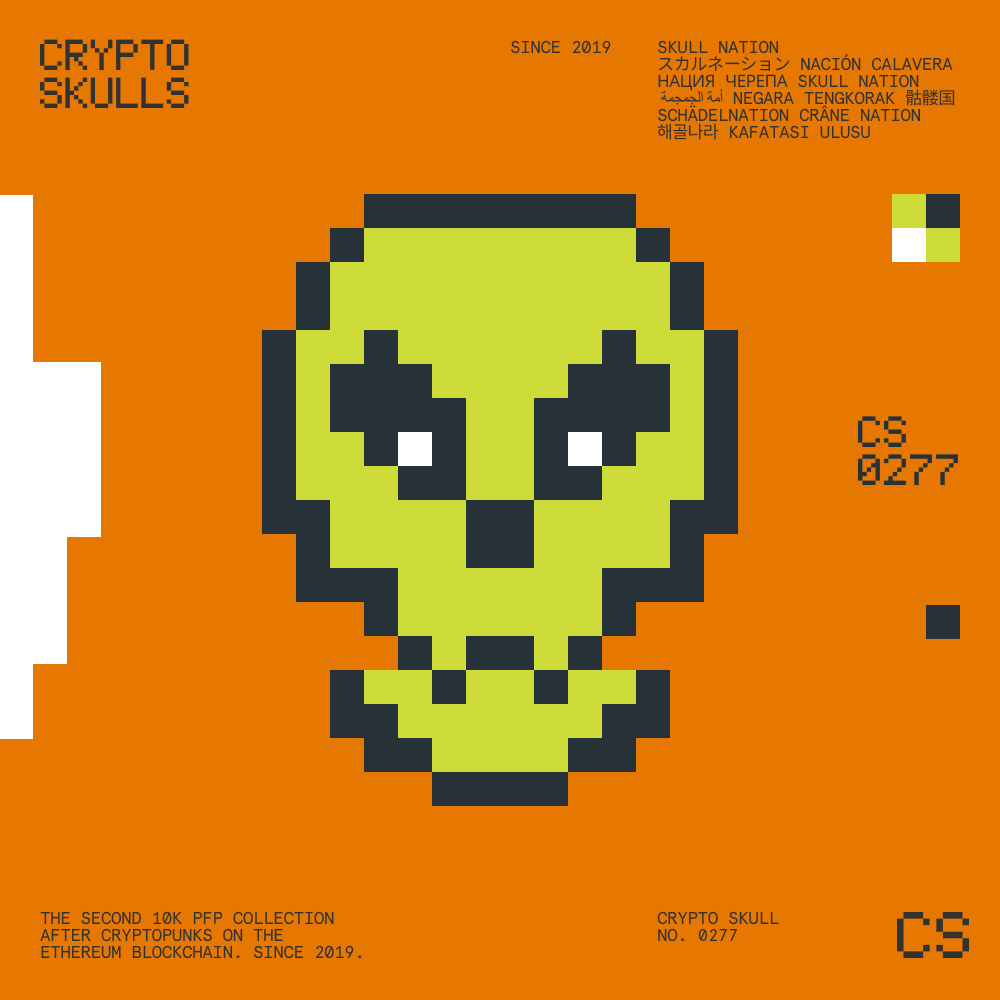 CRYPTO
SKULLS
SINCE 2019
SKULL NATION
スカルネーション NACIÓN CALAVERA
НАЦИЯ ЧЕРЕПА SKULL NATION
أمة الجمجمة NEGARA TENGKORAK 骷髅国
SCHÄDELNATION CRÂNE NATION
해골나라 KAFATASI ULUSU
CS
0277
THE SECOND 10K PFP COLLECTION
AFTER CRYPTOPUNKS ON THE
ETHEREUM BLOCKCHAIN. SINCE 2019.
CRYPTO SKULL
NO. 0277
CS